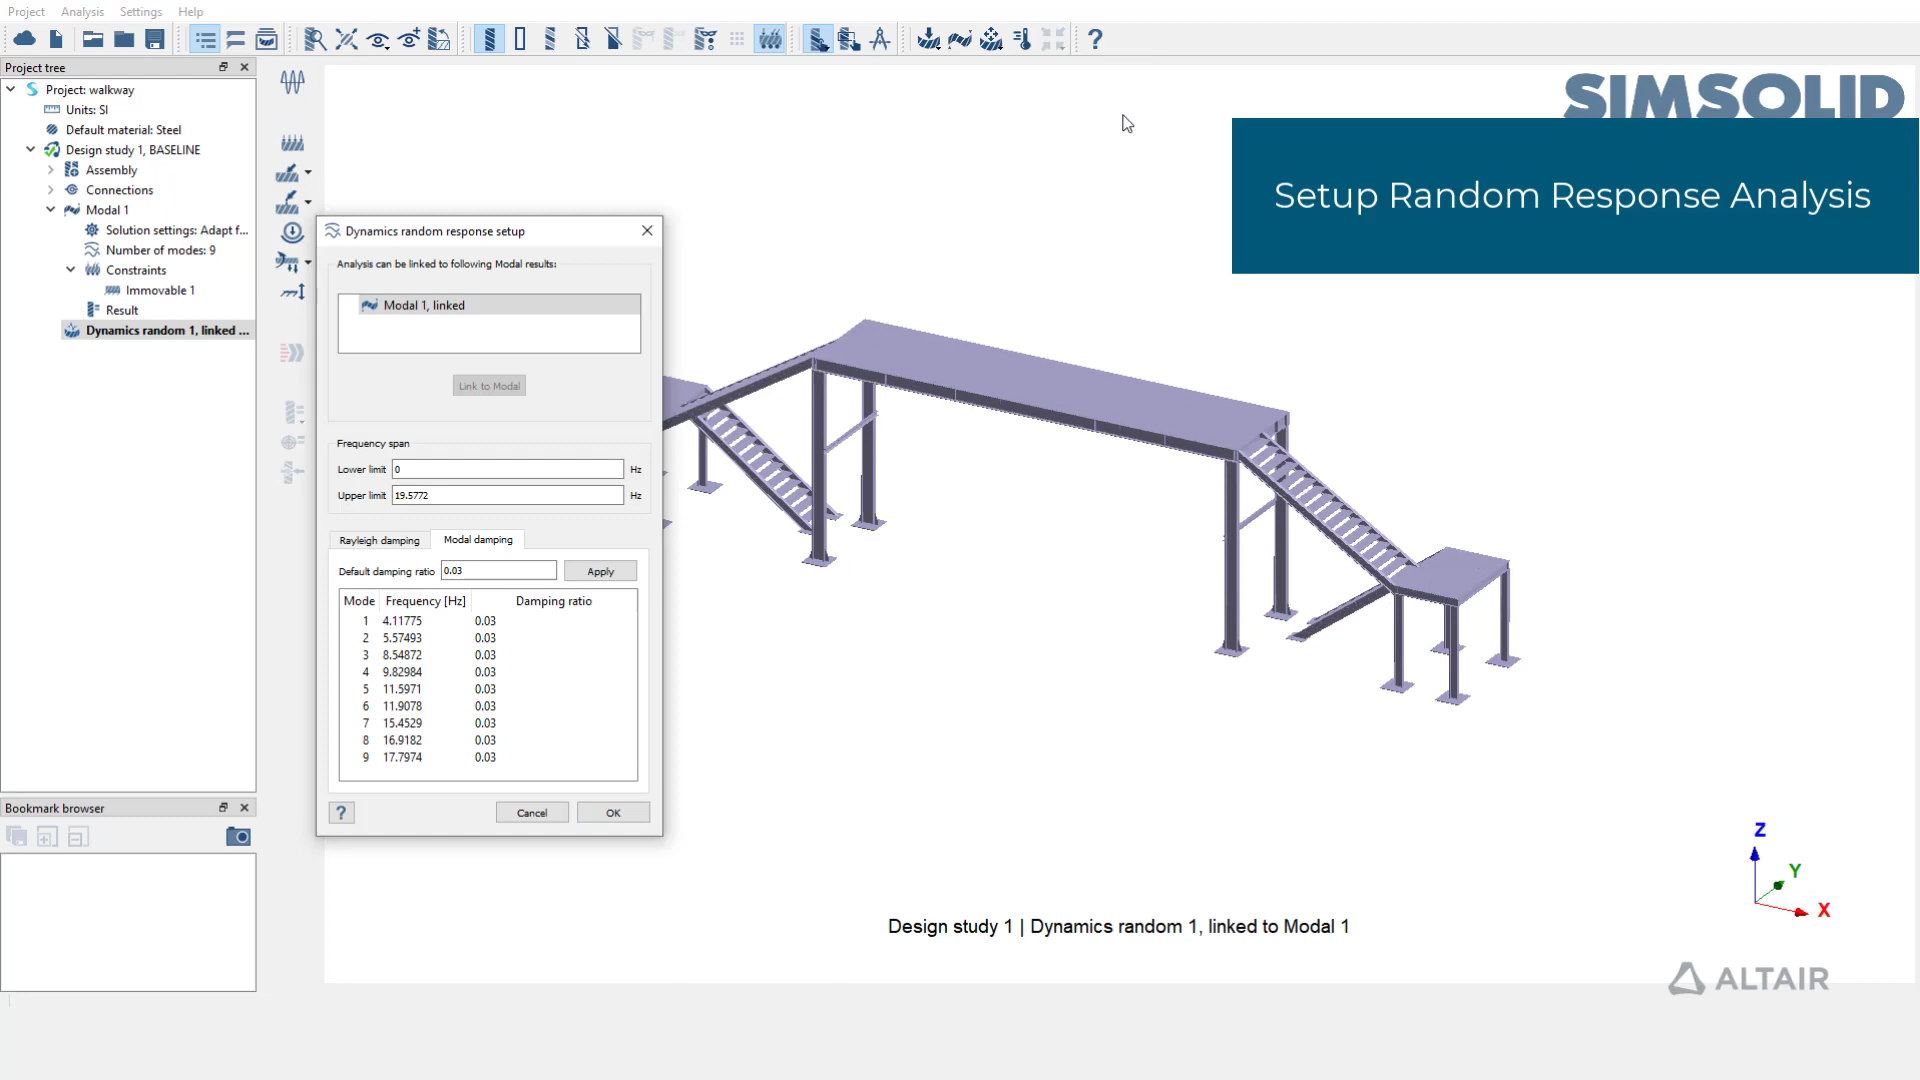 Project Analysis Settings Help
Project tree
Project: walkway
Units: SI
Default material: Steel
Design study 1, BASELINE
Assembly
Connections
Modal 1
Solution settings: Adapt f...
Number of modes: 9
Constraints
Immovable 1
Result
Dynamics random 1, linked ...
Bookmark browser
Dynamics random response setup
Analysis can be linked to following Modal results:
Modal 1, linked
Link to Modal
Frequency span
Lower limit 0 Hz
Upper limit 19.5772 Hz
Rayleigh damping Modal damping
Default damping ratio 0.03 Apply
Mode Frequency [Hz] Damping ratio
1 4.11775 0.03
2 5.57493 0.03
3 8.54872 0.03
4 9.82984 0.03
5 11.5971 0.03
6 11.9078 0.03
7 15.4529 0.03
8 16.9182 0.03
9 17.7974 0.03
? Cancel OK
SIMSOLID
Setup Random Response Analysis
Z
Y
X
Design study 1 | Dynamics random 1, linked to Modal 1
ALTAIR